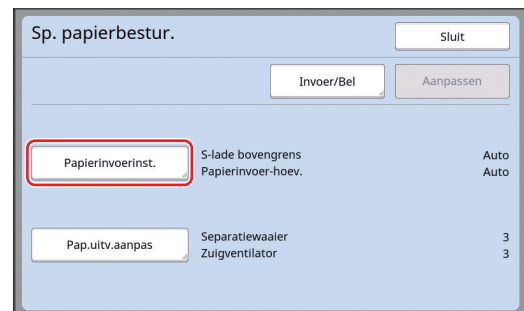 Sp. papierbestur.
Sluit
Invoer/Bel
Aanpassen
Papierinvoerinst.
S-lade bovengrens Auto
Papierinvoer-hoev. Auto
Pap.uitv.aanpas
Separatiewaaier 3
Zuigventilator 3